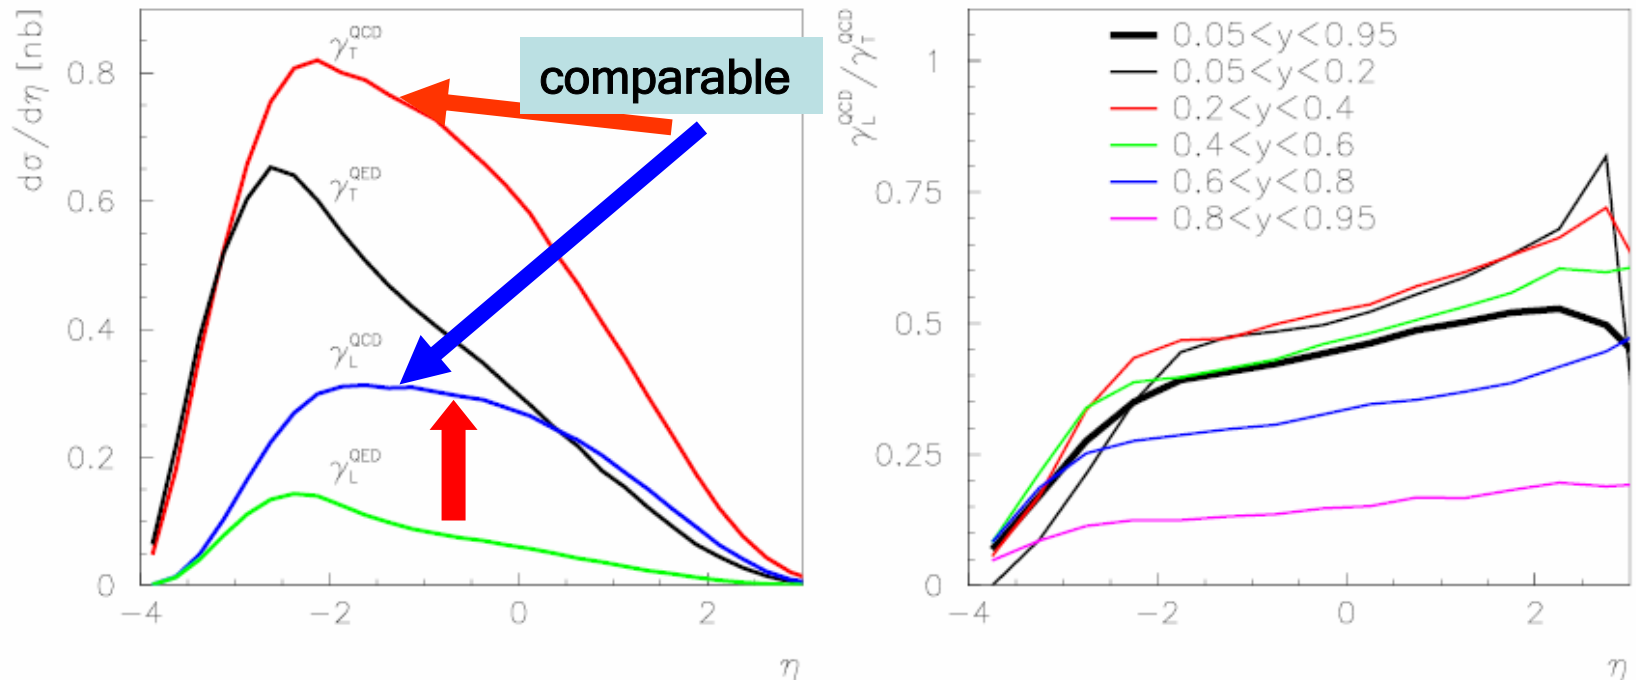 dσ/dη [nb]
0.8
0.6
0.4
0.2
0
−4
−2
0
2
η
γ_T^QCD
γ_T^QED
γ_L^QCD
γ_L^QED
comparable
γ_L^QCD/γ_T^QCD
1
0.75
0.5
0.25
0
−4
−2
0
2
η
0.05<y<0.95
0.05<y<0.2
0.2<y<0.4
0.4<y<0.6
0.6<y<0.8
0.8<y<0.95